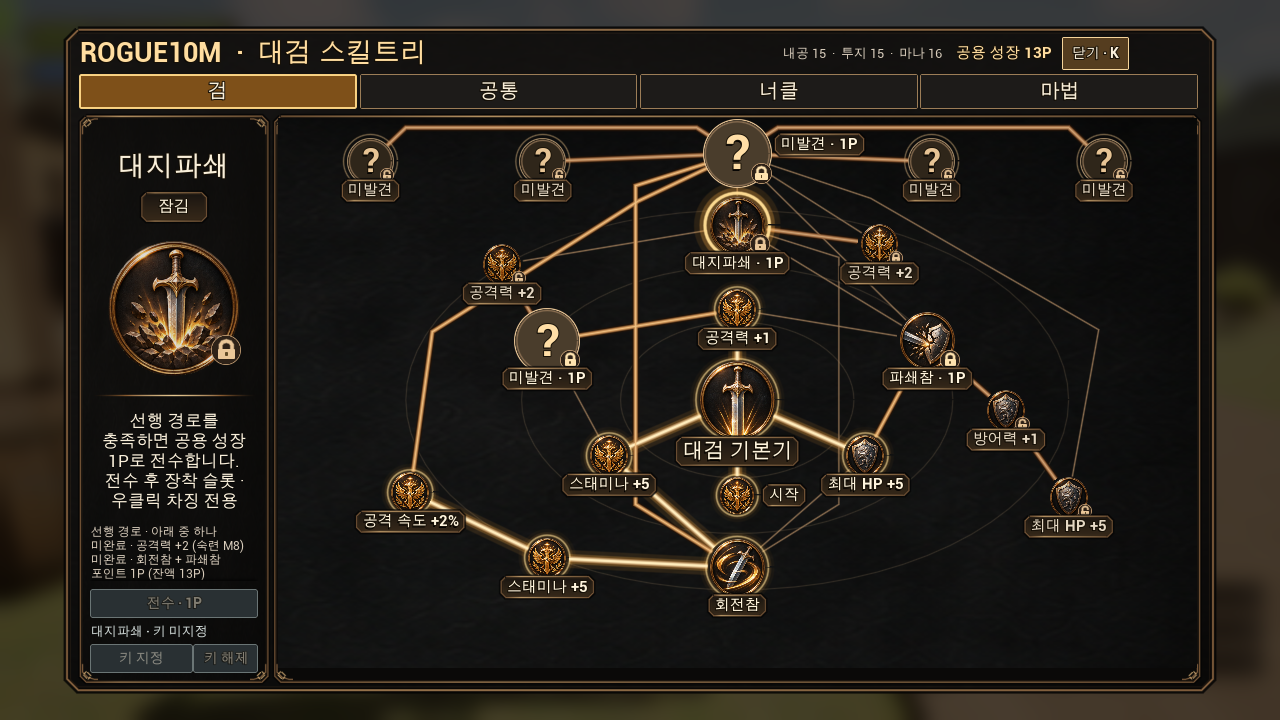 ROGUE10M · 대검 스킬트리
내공 15 · 투지 15 · 마나 16
공용 성장 13P
닫기 · K
검
공통
너클
마법
대지파쇄
잠김
선행 경로를
충족하면 공용 성장
1P로 전수합니다.
전수 후 장착 슬롯 ·
우클릭 차징 전용
선행 경로 · 아래 중 하나
미완료 · 공격력 +2 (숙련 M8)
미완료 · 회전참 + 파쇄참
포인트 1P (잔액 13P)
전수 · 1P
대지파쇄 · 키 미지정
키 지정
키 해제
?
미발견 · 1P
?
미발견
?
미발견
?
미발견
?
미발견
대지파쇄 · 1P
공격력 +2
공격력 +2
공격력 +1
?
미발견 · 1P
파쇄참 · 1P
방어력 +1
대검 기본기
스태미나 +5
최대 HP +5
시작
공격 속도 +2%
최대 HP +5
스태미나 +5
회전참